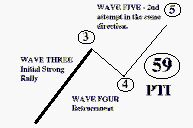 WAVE FIVE - 2nd
attempt in the same
direction.
5
3
WAVE THREE
Initial Strong
Rally
4
59
PTI
WAVE FOUR
Retracement